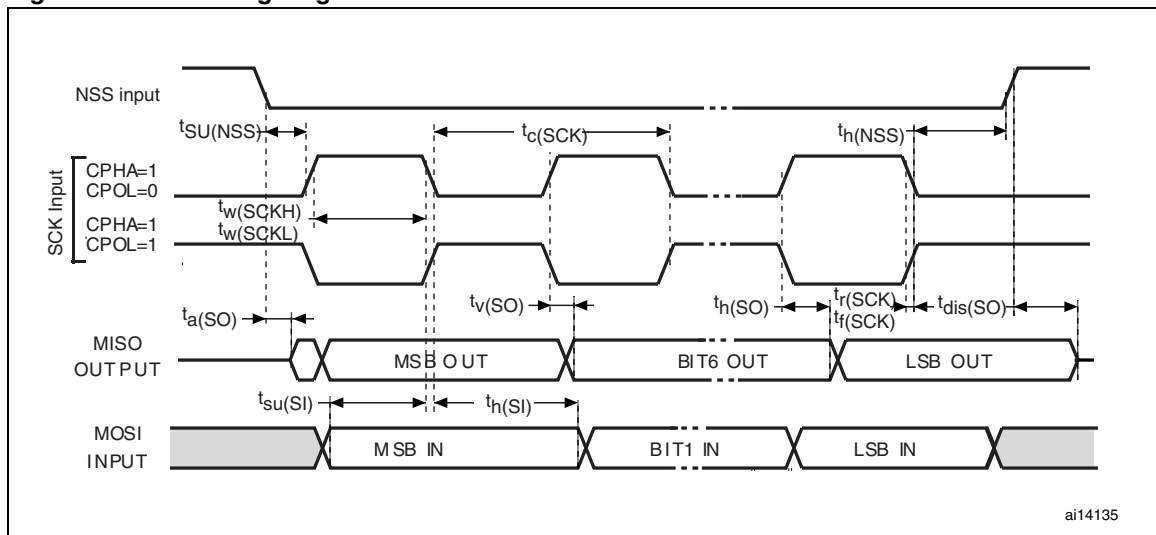 NSS input
tSU(NSS)
tc(SCK)
th(NSS)
SCK Input
CPHA=1
CPOL=0
tw(SCKH)
CPHA=1
tw(SCKL)
CPOL=1
ta(SO)
tv(SO)
th(SO)
tr(SCK)
tf(SCK)
tdis(SO)
MISO
OUTPUT
MSB OUT
BIT6 OUT
LSB OUT
tsu(SI)
th(SI)
MOSI
INPUT
MSB IN
BIT1 IN
LSB IN
ai14135